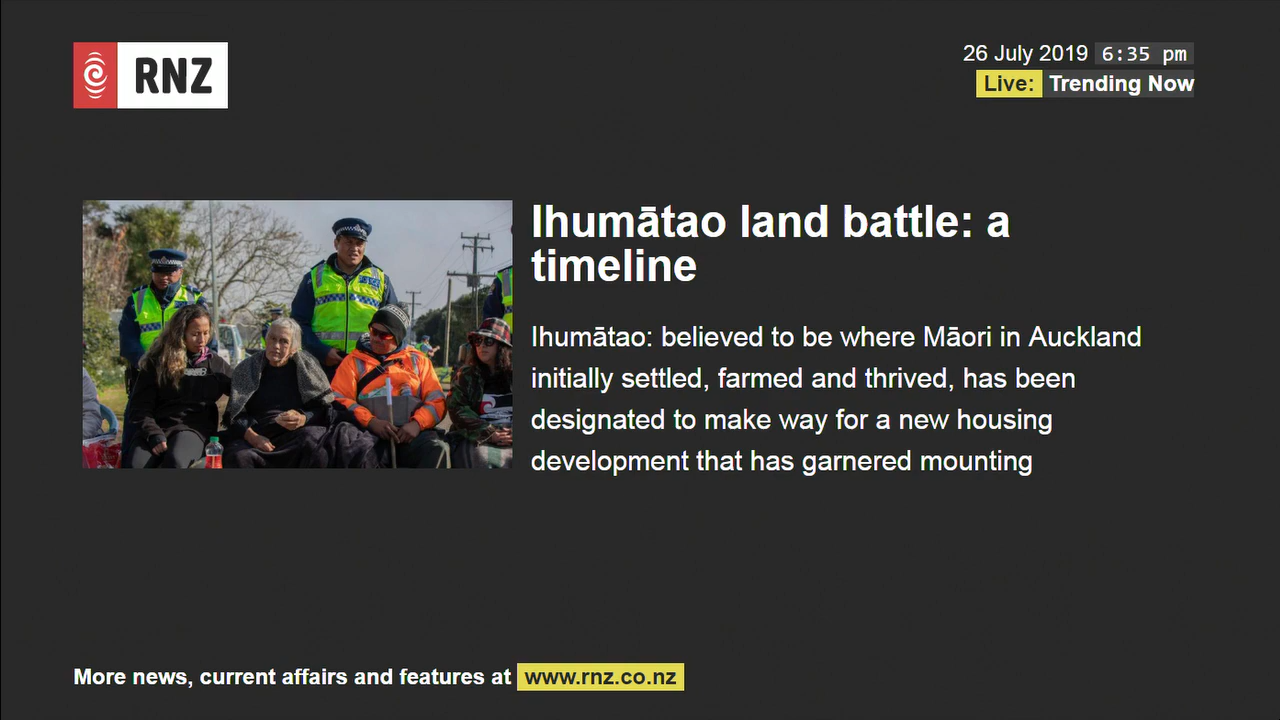 RNZ
26 July 2019 6:35 pm
Live: Trending Now
Ihumātao land battle: a
timeline
Ihumātao: believed to be where Māori in Auckland
initially settled, farmed and thrived, has been
designated to make way for a new housing
development that has garnered mounting
More news, current affairs and features at www.rnz.co.nz